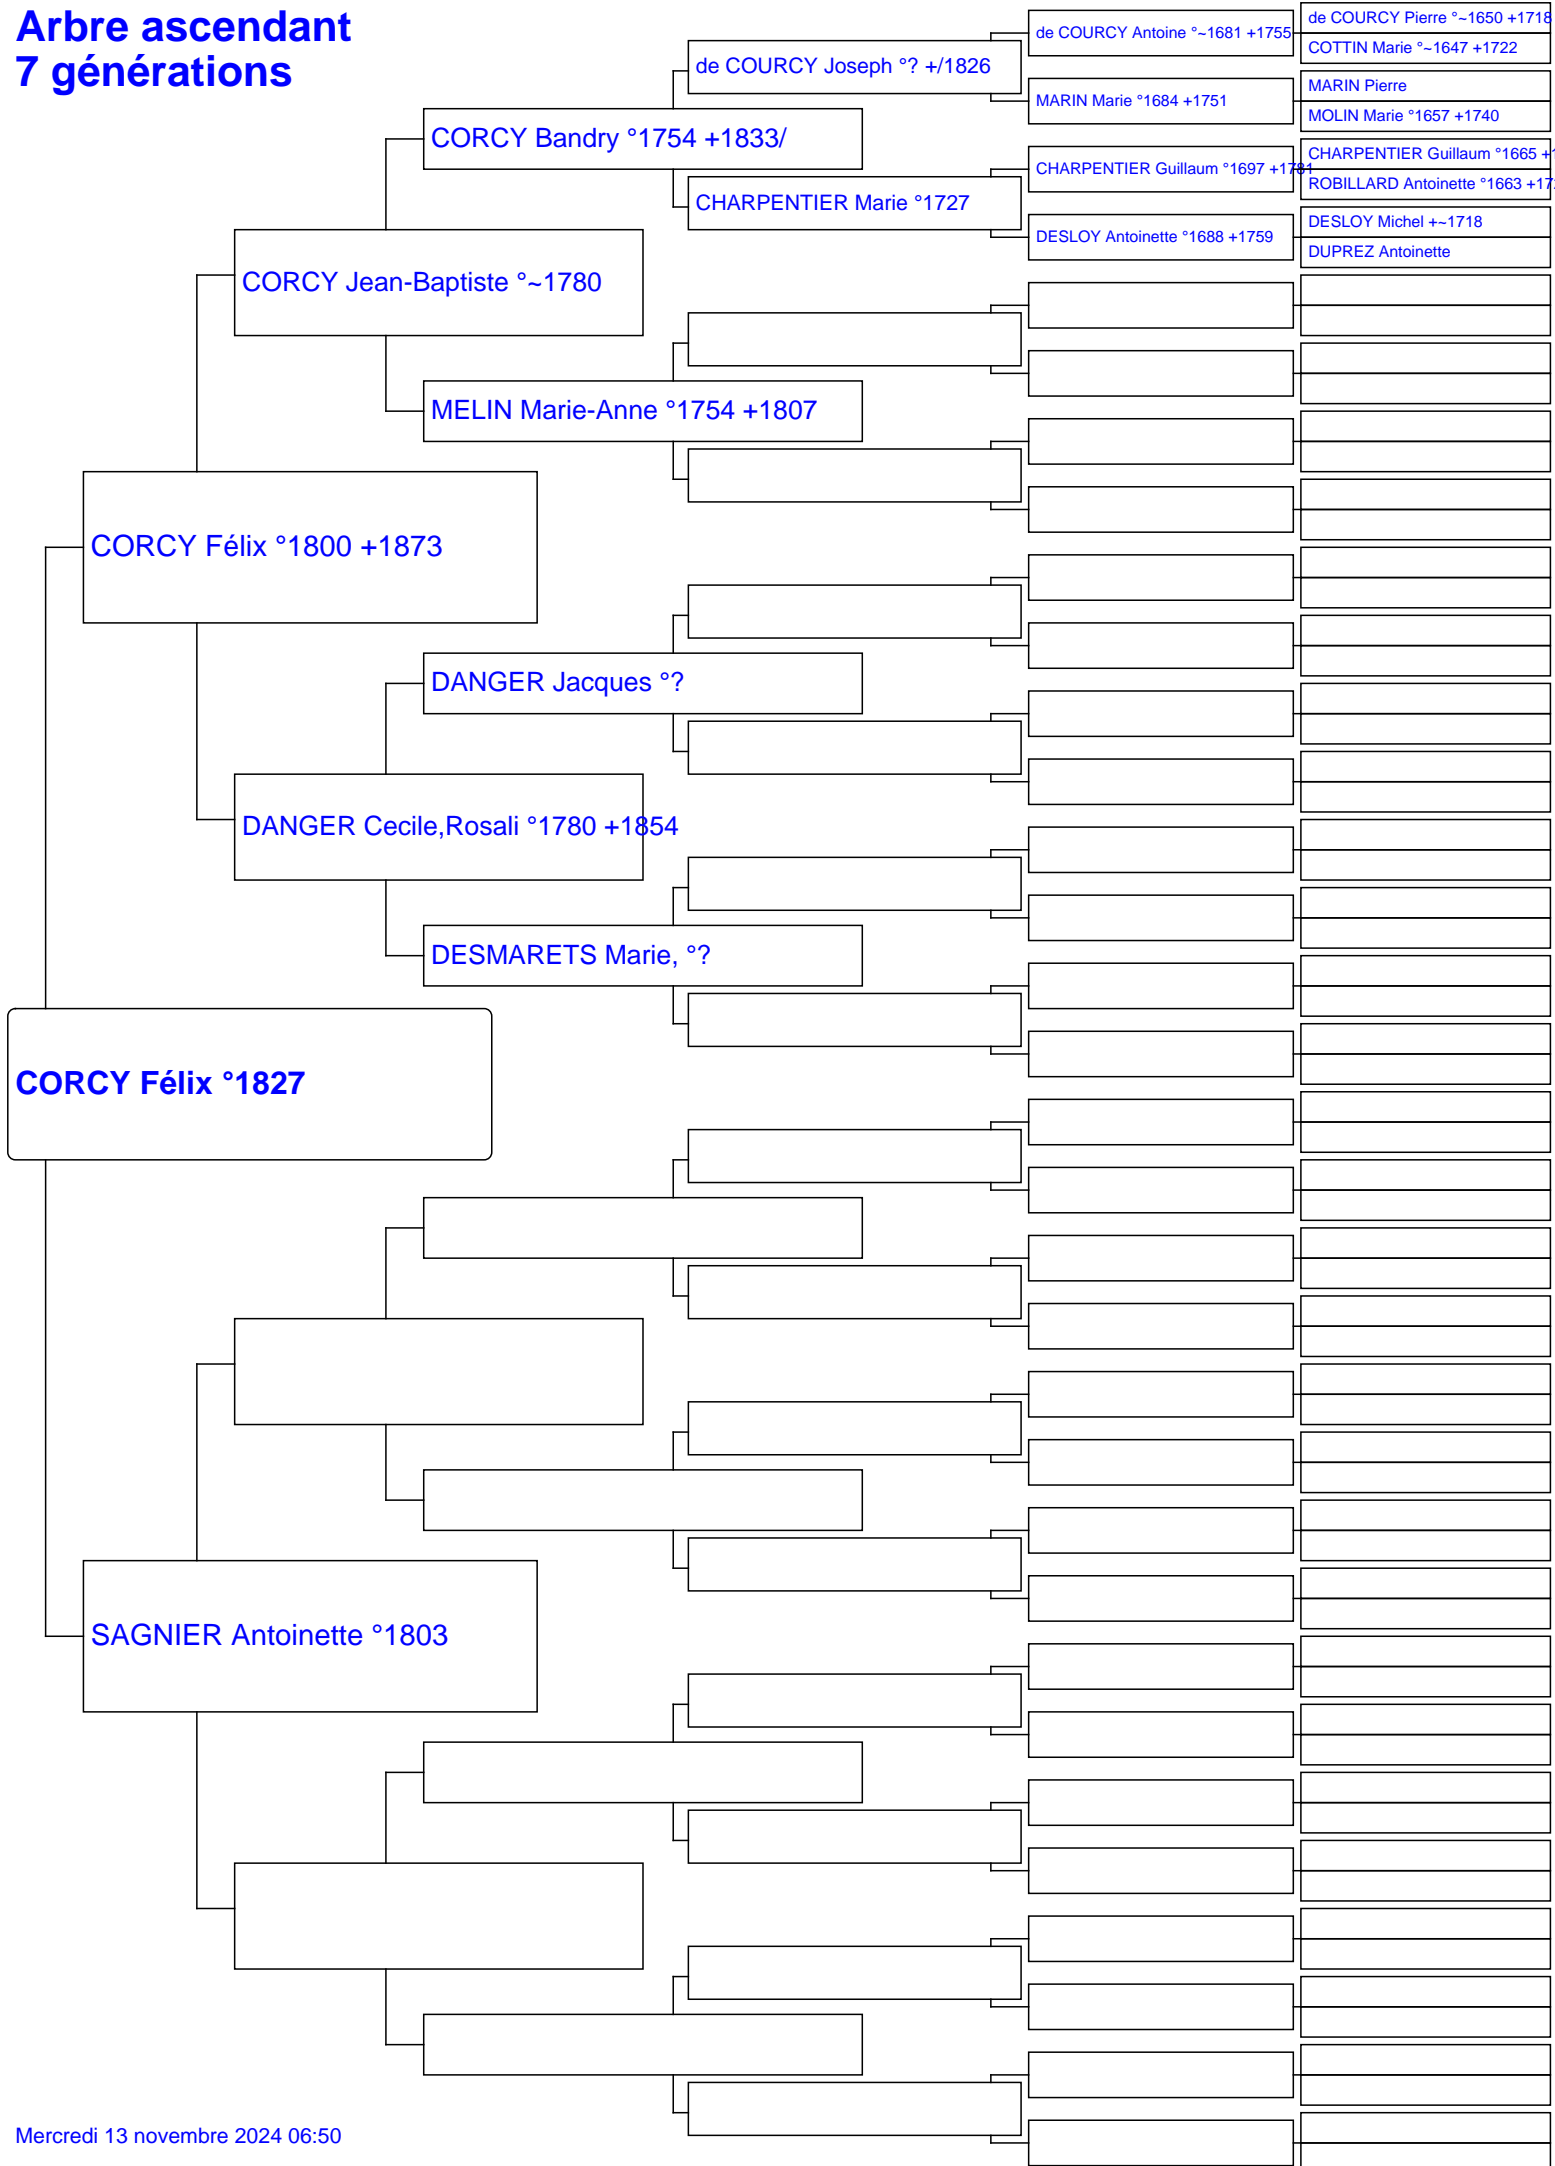 Arbre ascendant
7 générations
de COURCY Pierre °~1650 +1718
de COURCY Antoine °~1681 +1755
COTTIN Marie °~1647 +1722
de COURCY Joseph °? +/1826
MARIN Pierre
MARIN Marie °1684 +1751
MOLIN Marie °1657 +1740
CORCY Bandry °1754 +1833/
CHARPENTIER Guillaum °1665
CHARPENTIER Guillaum °1697 +1781
ROBILLARD Antoinette °1663
CHARPENTIER Marie °1727
DESLOY Michel +~1718
DESLOY Antoinette °1688 +1759
DUPREZ Antoinette
CORCY Jean-Baptiste °~1780
MELIN Marie-Anne °1754 +1807
CORCY Félix °1800 +1873
DANGER Jacques °?
DANGER Cecile,Rosali °1780 +1854
DESMARETS Marie, °?
CORCY Félix °1827
SAGNIER Antoinette °1803
Mercredi 13 novembre 2024 06:50